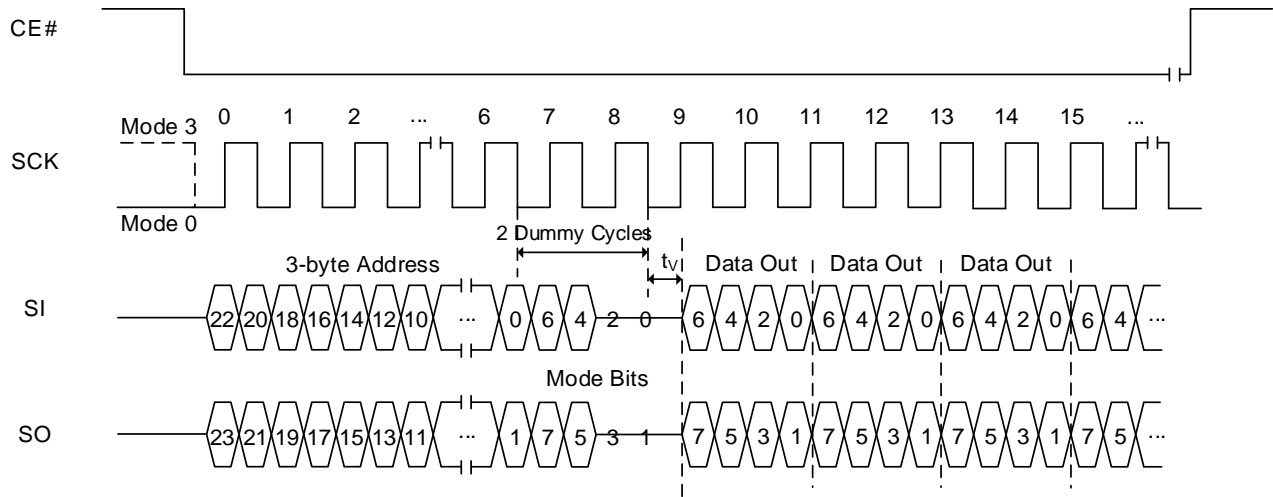 CE#
0 1 2 ... 6 7 8 9 10 11 12 13 14 15 ...
Mode 3
SCK
Mode 0
2 Dummy Cycles
3-byte Address tV Data Out Data Out Data Out
SI 22 20 18 16 14 12 10 ... 0 6 4 2 0 6 4 2 0 6 4 2 0 6 4 2 0 6 4 ...
Mode Bits
SO 23 21 19 17 15 13 11 ... 1 7 5 3 1 7 5 3 1 7 5 3 1 7 5 3 1 7 5 ...